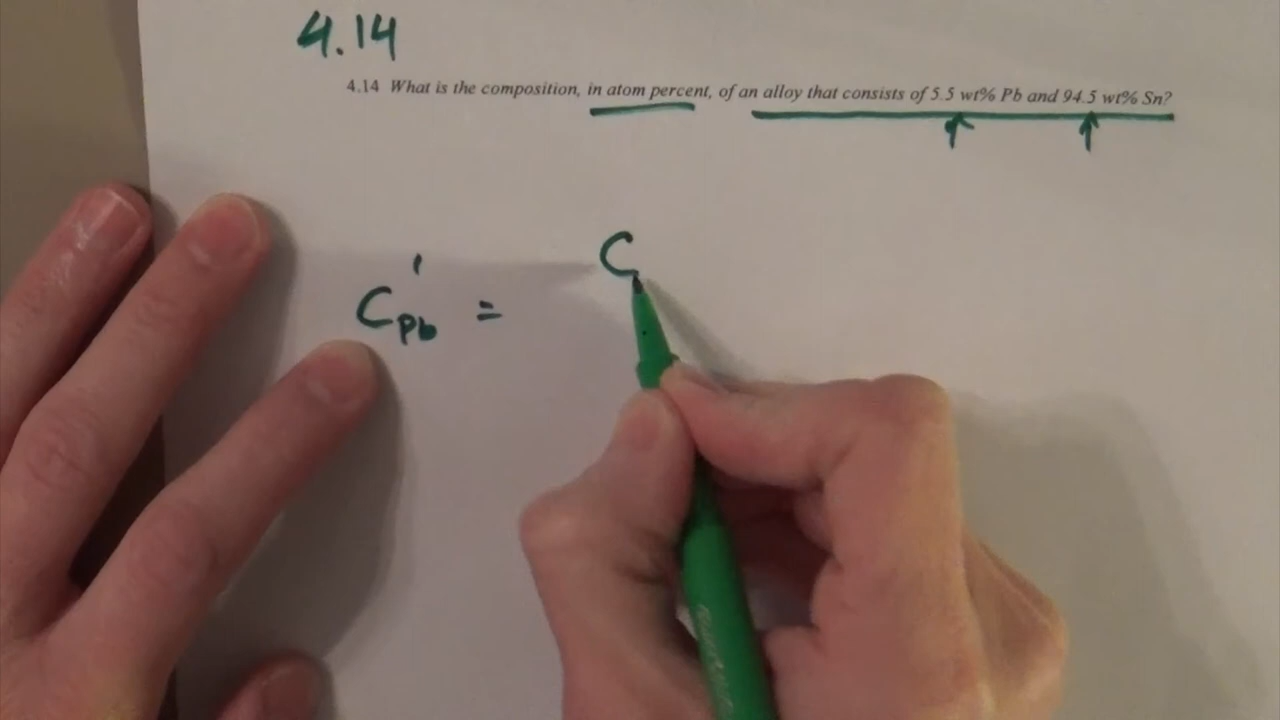 4.14
4.14 What is the composition, in atom percent, of an alloy that consists of 5.5 wt% Pb and 94.5 wt% Sn?
C'Pb = C